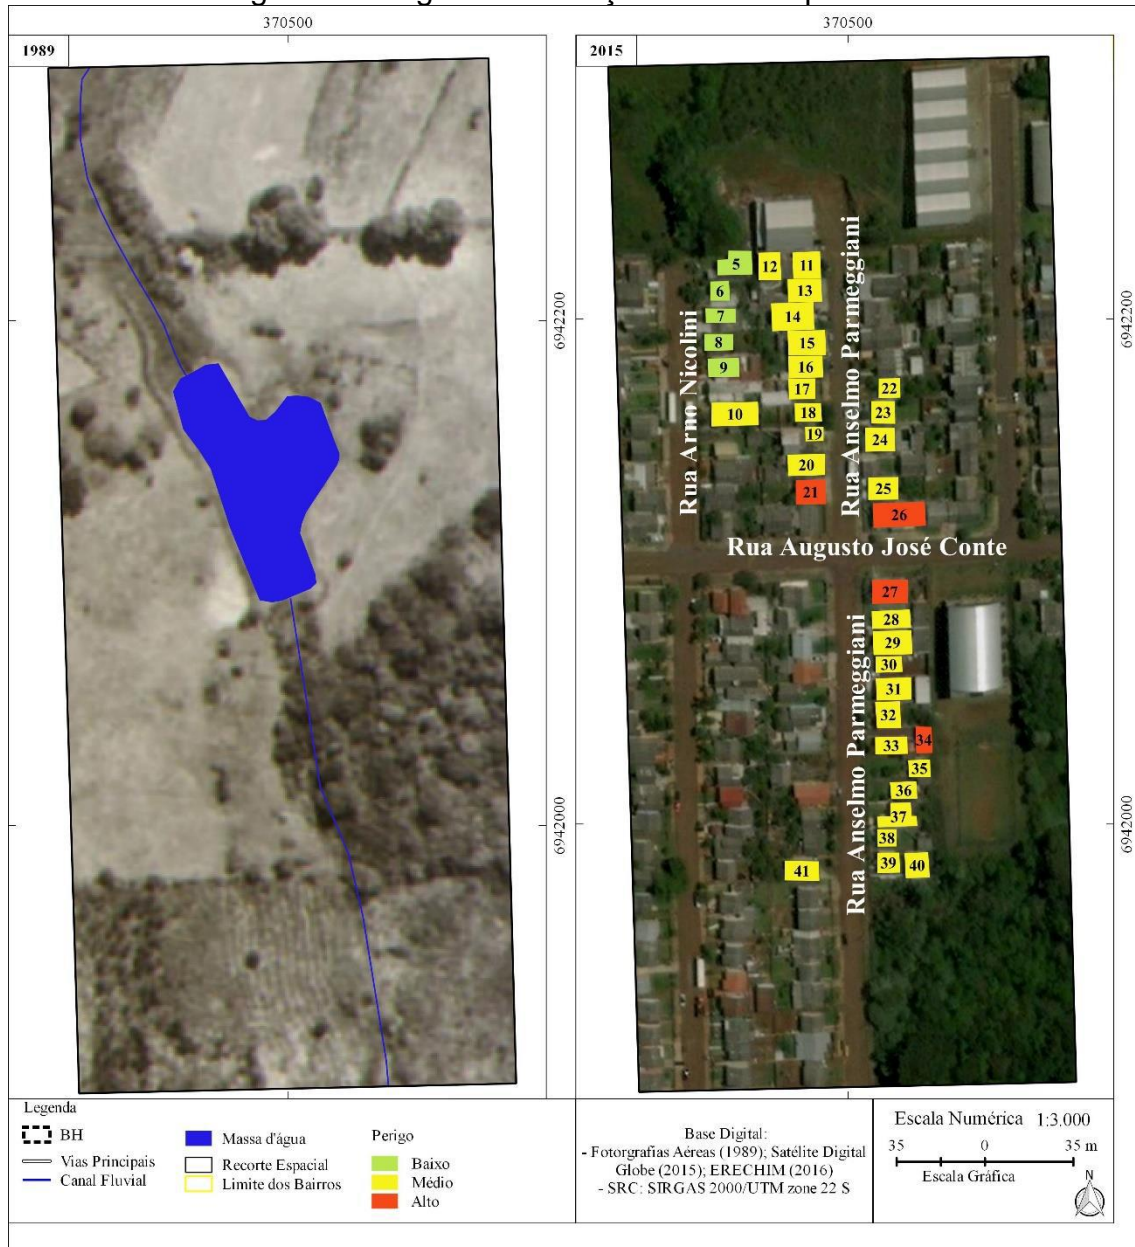 370500
370500
1989
2015
6942200
6942200
6942000
6942000
Rua Arno Nicolini
Rua Anselmo Parmeggiani
Rua Augusto José Conte
Rua Anselmo Parmeggiani
5
12
11
6
13
7
14
8
15
9
16
17
22
10
18
23
19
24
20
25
21
26
27
28
29
30
31
32
33
34
35
36
37
38
39
40
41
Legenda
BH
Vias Principais
Canal Fluvial
Massa d'água
Recorte Espacial
Limite dos Bairros
Perigo
Baixo
Médio
Alto
Base Digital:
- Fotorgrafias Aéreas (1989); Satélite Digital
Globe (2015); ERECHIM (2016)
- SRC: SIRGAS 2000/UTM zone 22 S
Escala Numérica 1:3.000
35 0 35 m
Escala Gráfica
N